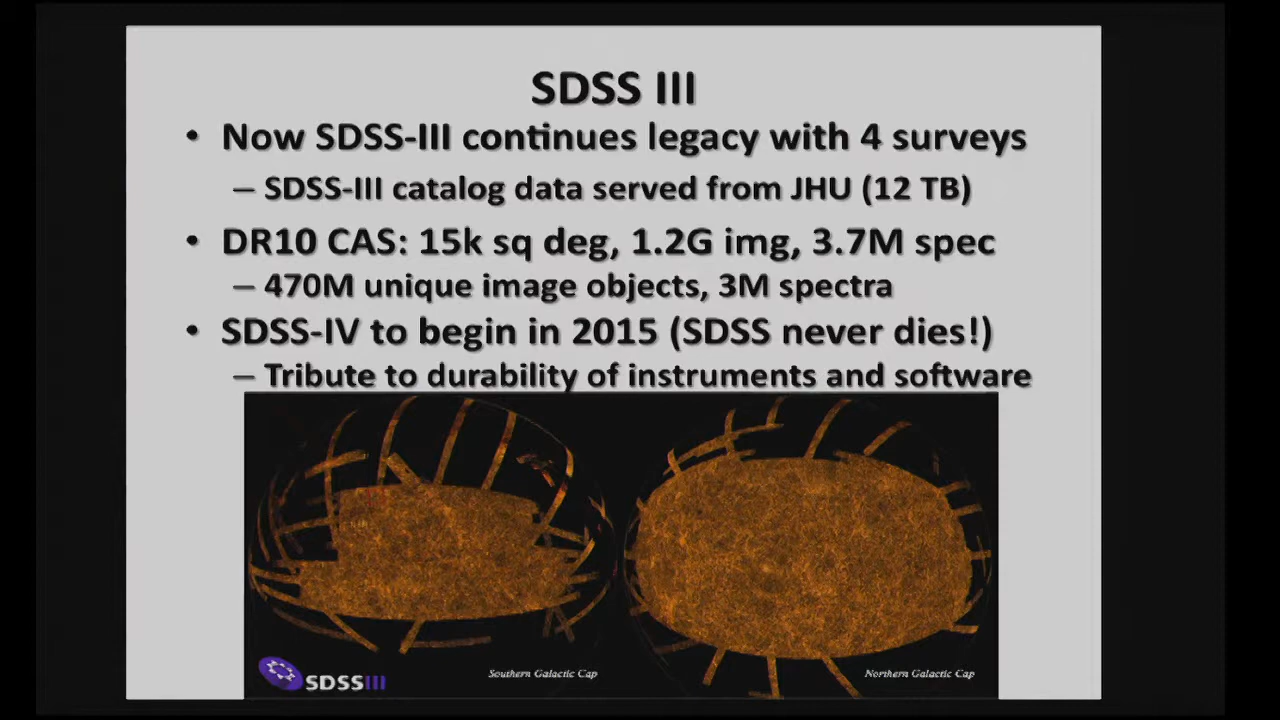 SDSS III
• Now SDSS-III continues legacy with 4 surveys
– SDSS-III catalog data served from JHU (12 TB)
• DR10 CAS: 15k sq deg, 1.2G img, 3.7M spec
– 470M unique image objects, 3M spectra
• SDSS-IV to begin in 2015 (SDSS never dies!)
– Tribute to durability of instruments and software
SDSSIII
Southern Galactic Cap
Northern Galactic Cap